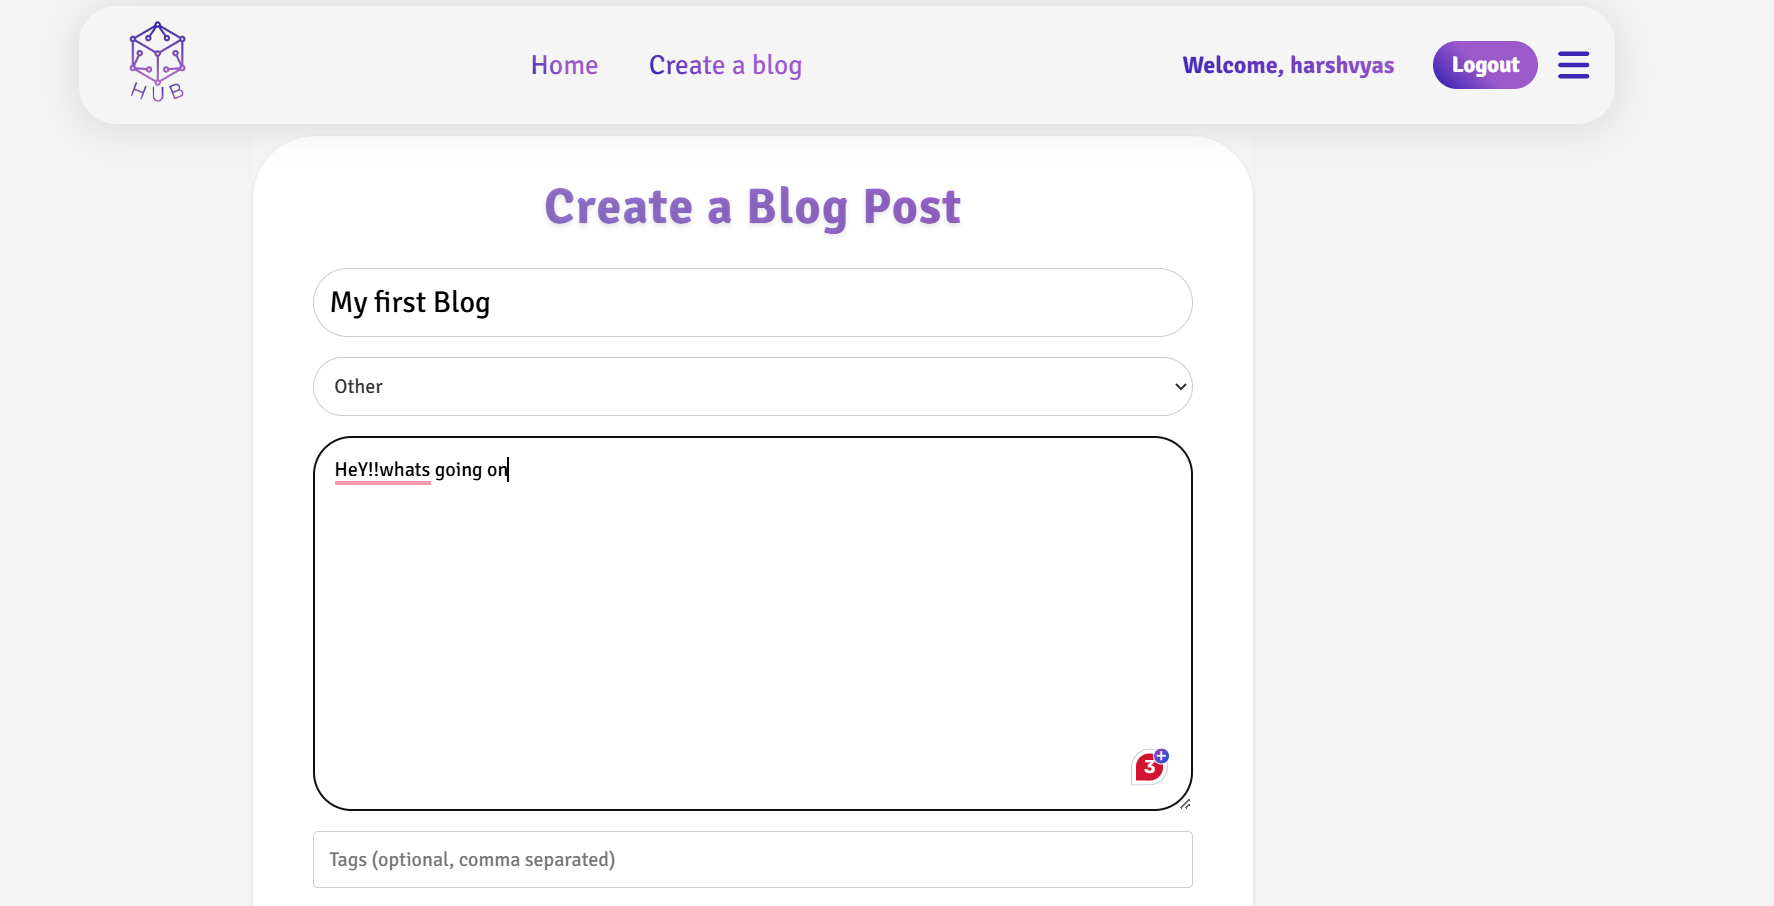 HUB
Home
Create a blog
Welcome, harshvyas
Logout
Create a Blog Post
My first Blog
Other
HeY!!whats going on
3
Tags (optional, comma separated)